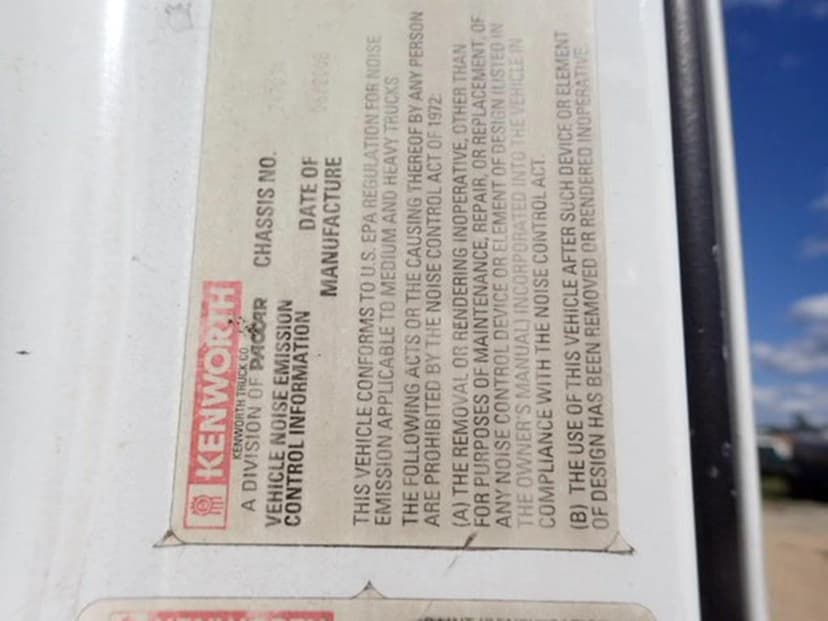 KENWORTH
KENWORTH TRUCK CO.
A DIVISION OF PACCAR
VEHICLE NOISE EMISSION
CONTROL INFORMATION
CHASSIS NO.
DATE OF
MANUFACTURE
THIS VEHICLE CONFORMS TO U.S. EPA REGULATION FOR NOISE
EMISSION APPLICABLE TO MEDIUM AND HEAVY TRUCKS
THE FOLLOWING ACTS OR THE CAUSING THEREOF BY ANY PERSON
ARE PROHIBITED BY THE NOISE CONTROL ACT OF 1972:
(A) THE REMOVAL OR RENDERING INOPERATIVE, OTHER THAN
FOR PURPOSES OF MAINTENANCE, REPAIR, OR REPLACEMENT, OF
ANY NOISE CONTROL DEVICE OR ELEMENT OF DESIGN (LISTED IN
THE OWNER'S MANUAL) INCORPORATED INTO THE VEHICLE IN
COMPLIANCE WITH THE NOISE CONTROL ACT.
(B) THE USE OF THIS VEHICLE AFTER SUCH DEVICE OR ELEMENT
OF DESIGN HAS BEEN REMOVED OR RENDERED INOPERATIVE.